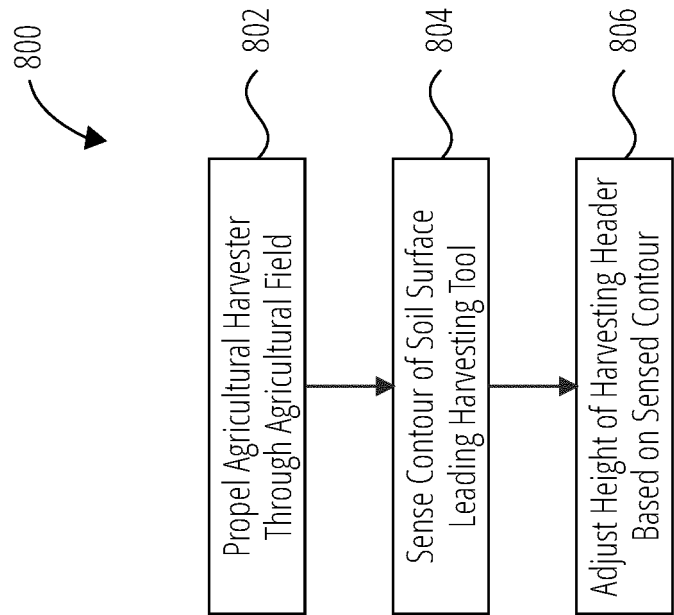 800
Propel Agricultural Harvester
Through Agricultural Field
802
Sense Contour of Soil Surface
Leading Harvesting Tool
804
Adjust Height of Harvesting Header
Based on Sensed Contour
806